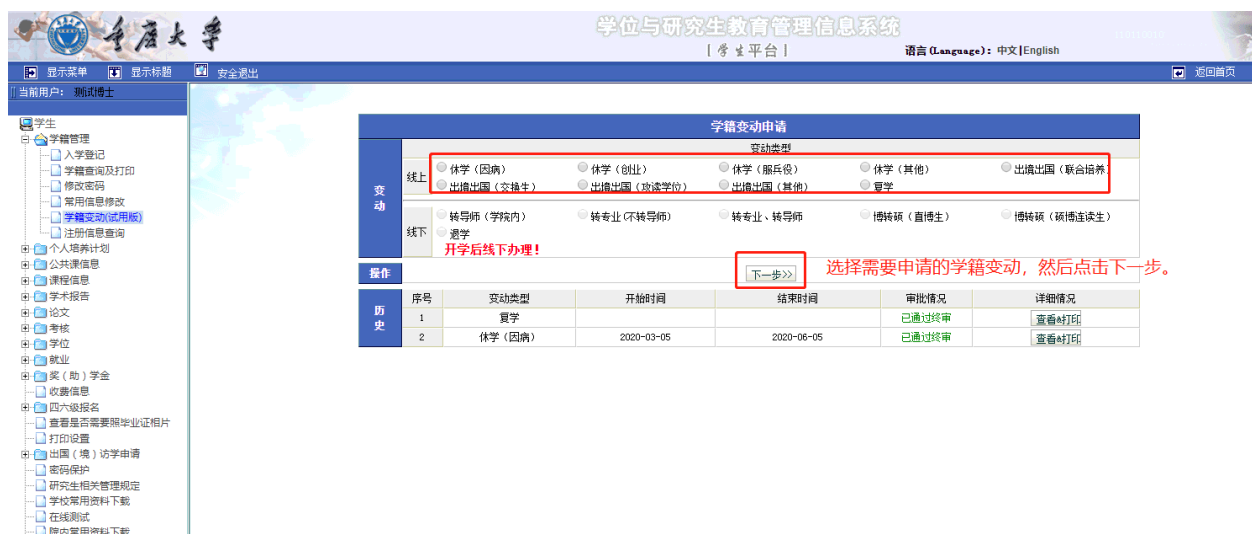 重庆大学
学位与研究生教育管理信息系统
[学生平台]
语言(Language): 中文|English
显示菜单 显示标题 安全退出 返回首页
当前用户: 测试博士
学生
学籍管理
入学登记
学籍查询及打印
修改密码
常用信息修改
学籍变动(试用版)
注册信息查询
个人培养计划
公共课信息
课程信息
学术报告
论文
考核
学位
就业
奖(助)学金
收费信息
四六级报名
查看是否需要照毕业证相片
打印设置
出国(境)访学申请
密码保护
研究生相关管理规定
学校常用资料下载
在线测试
院内常用资料下载
学籍变动申请
变动
变动类型
线上
休学(因病) 休学(创业) 休学(服兵役) 休学(其他) 出境出国(联合培养)
出境出国(交换生) 出境出国(攻读学位) 出境出国(其他) 复学
线下
转导师(学院内) 转专业(不转导师) 转专业、转导师 博转硕(直博生) 博转硕(硕博连读生)
退学
开学后线下办理!
操作 下一步>> 选择需要申请的学籍变动，然后点击下一步。
历史
序号 变动类型 开始时间 结束时间 审批情况 详细情况
1 复学 已通过终审 查看&打印
2 休学(因病) 2020-03-05 2020-06-05 已通过终审 查看&打印